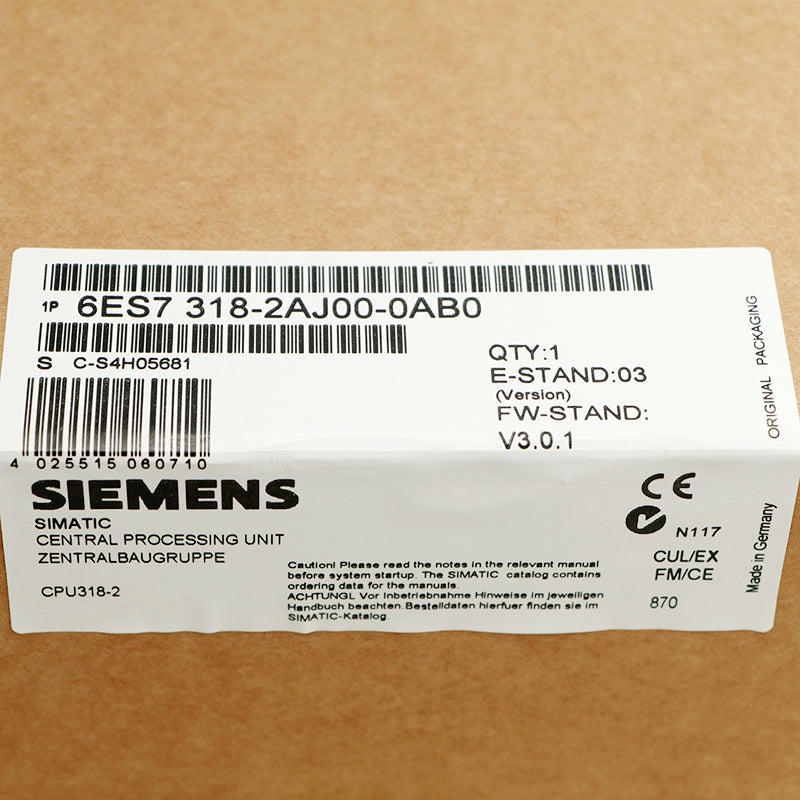 1P 6ES7 318-2AJ00-0AB0
S C-S4H05681
QTY:1
E-STAND:03
(Version)
FW-STAND:
V3.0.1
4 025515 060710
ORIGINAL PACKAGING
SIEMENS
SIMATIC
CENTRAL PROCESSING UNIT
ZENTRALBAUGRUPPE
CPU318-2
Caution! Please read the notes in the relevant manual
before system startup. The SIMATIC catalog contains
ordering data for the manuals.
ACHTUNGL Vor Inbetriebnahme Hinweise im jeweiligen
Handbuch beachten.Bestelldaten hierfuer finden sie im
SIMATIC-Katalog.
CE
N117
CUL/EX
FM/CE
870
Made in Germany